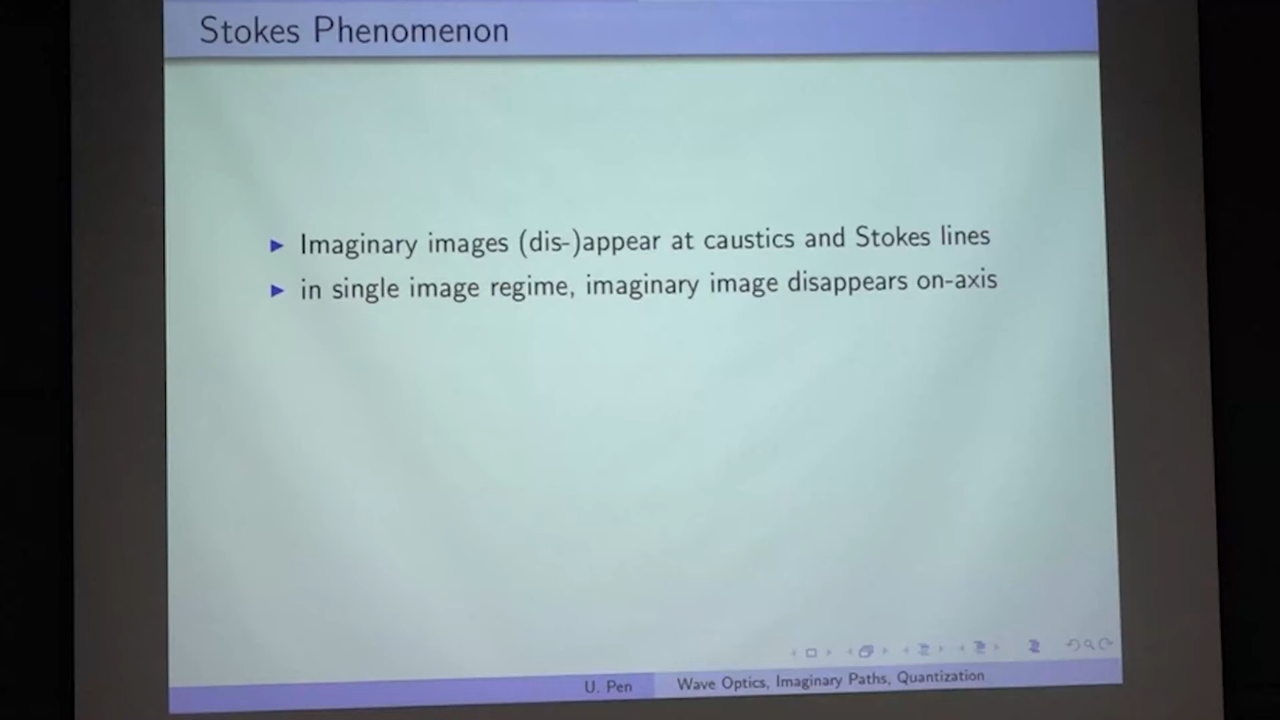 Stokes Phenomenon
Imaginary images (dis-)appear at caustics and Stokes lines
in single image regime, imaginary image disappears on-axis
U. Pen
Wave Optics, Imaginary Paths, Quantization